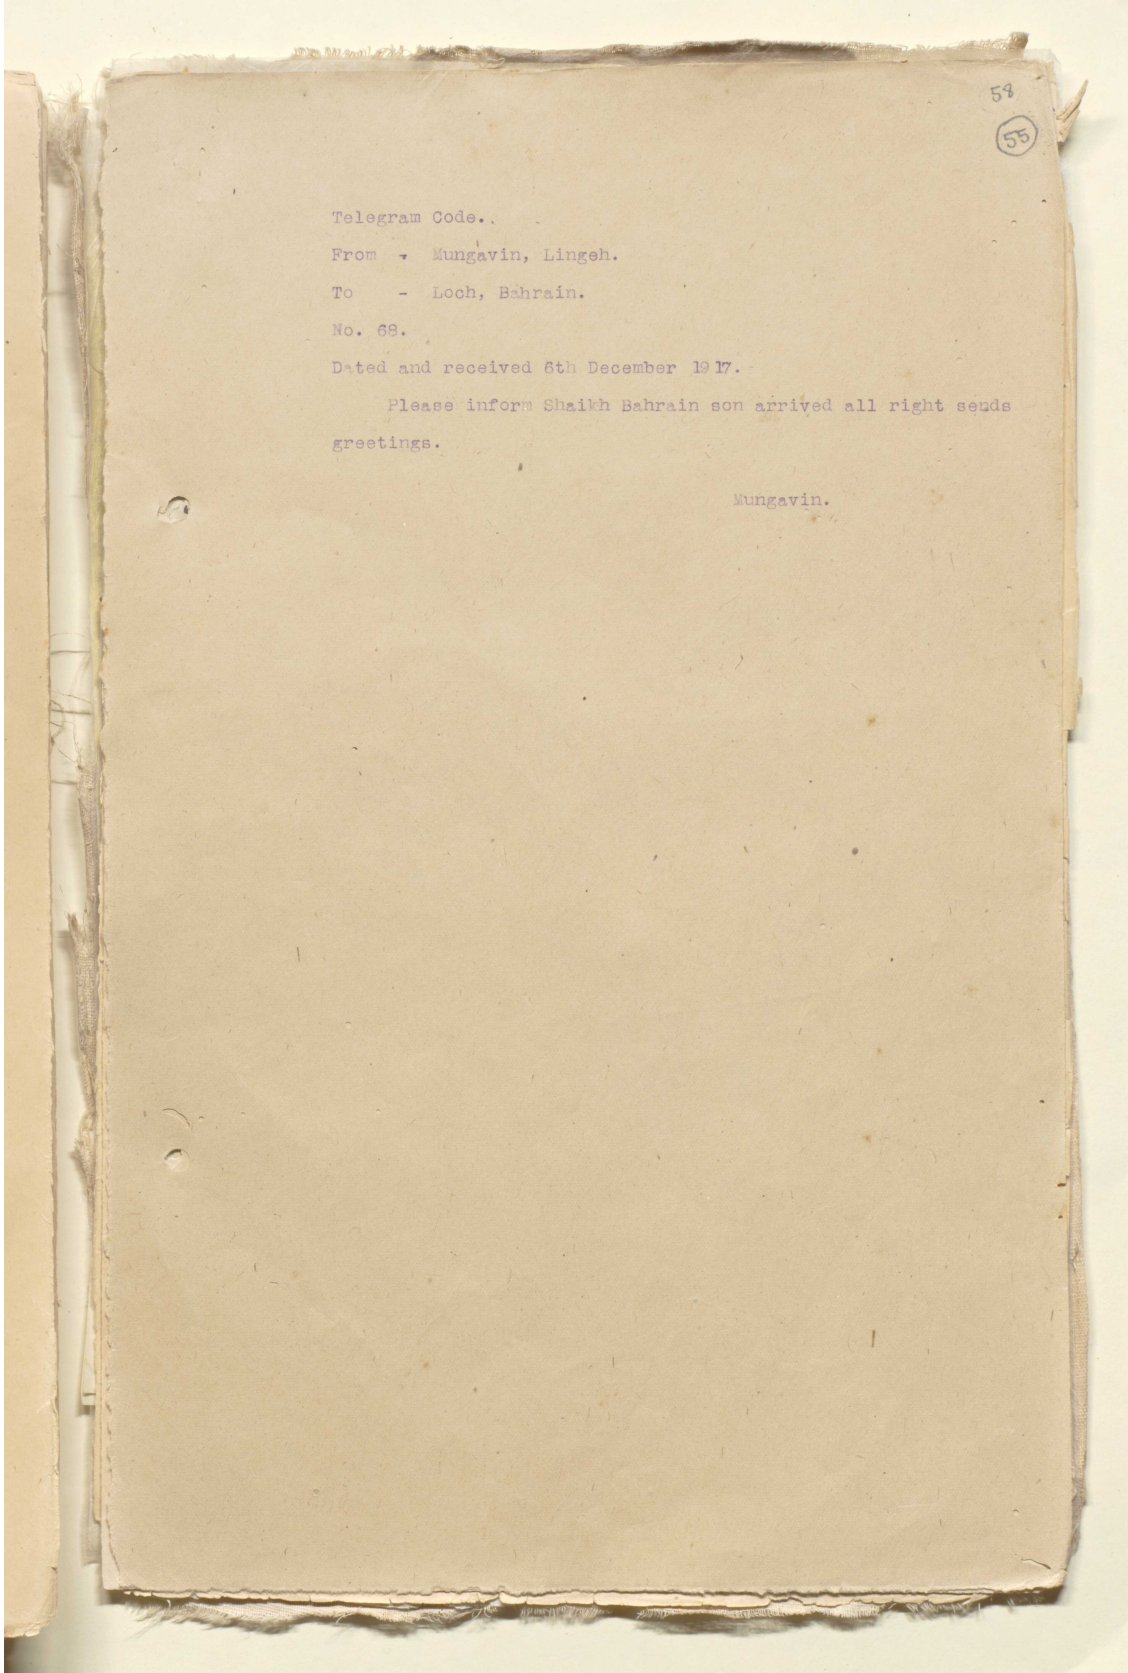 58
55
Telegram Code.
From - Mungavin, Lingeh.
To - Loch, Bahrain.
No. 68.
Dated and received 6th December 1917.
Please inform Shaikh Bahrain son arrived all right sends
greetings.
Mungavin.